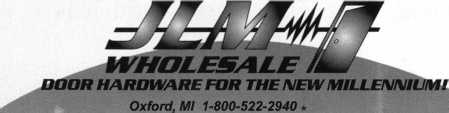 JLM
WHOLESALE
DOOR HARDWARE FOR THE NEW MILLENNIUM!
Oxford, MI 1-800-522-2940 *